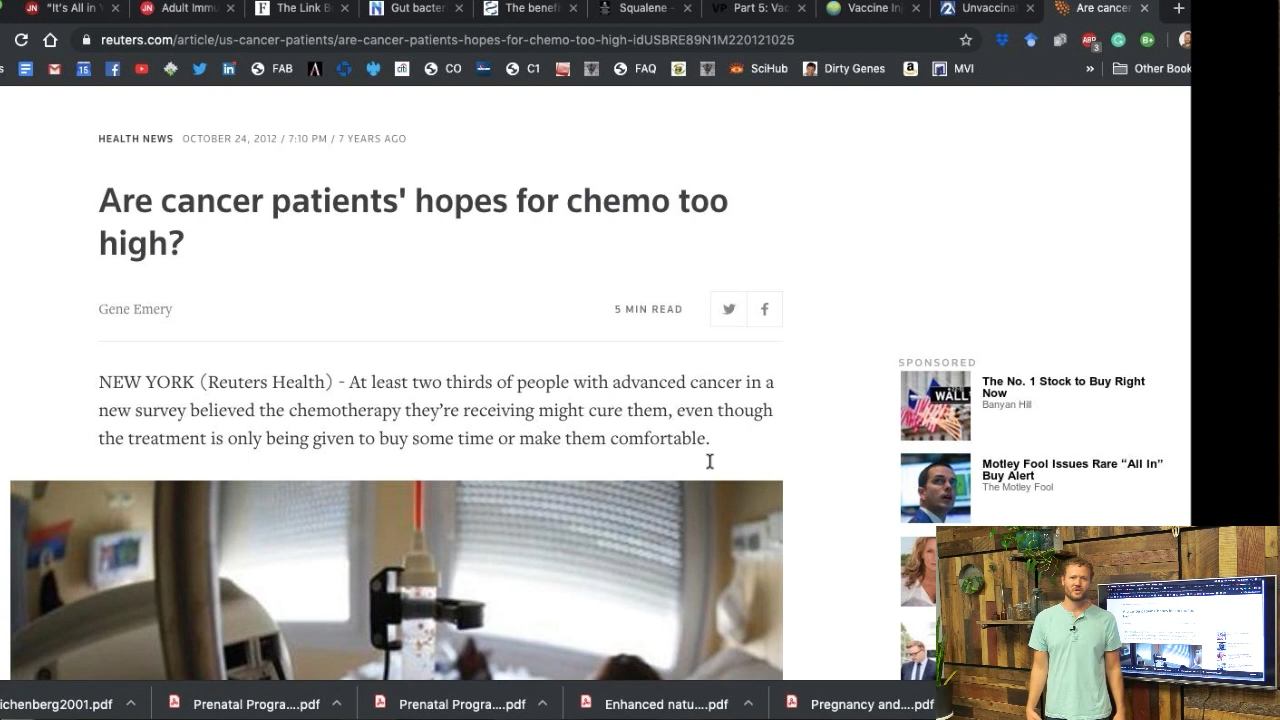 "It's All in Y
Adult Immu
The Link B
Gut bacter
The benef
Squalene -
Part 5: Vac
Vaccine In
Unvaccina
Are cancer
reuters.com/article/us-cancer-patients/are-cancer-patients-hopes-for-chemo-too-high-idUSBRE89N1M220121025
FAB
CO
C1
FAQ
SciHub
Dirty Genes
MVI
» Other Book
HEALTH NEWS OCTOBER 24, 2012 / 7:10 PM / 7 YEARS AGO
Are cancer patients' hopes for chemo too
high?
Gene Emery
5 MIN READ
NEW YORK (Reuters Health) - At least two thirds of people with advanced cancer in a
new survey believed the chemotherapy they're receiving might cure them, even though
the treatment is only being given to buy some time or make them comfortable.
SPONSORED
WALL
The No. 1 Stock to Buy Right
Now
Banyan Hill
Motley Fool Issues Rare “All In”
Buy Alert
The Motley Fool
ichenberg2001.pdf
Prenatal Progra....pdf
Prenatal Progra....pdf
Enhanced natu....pdf
Pregnancy and....pdf